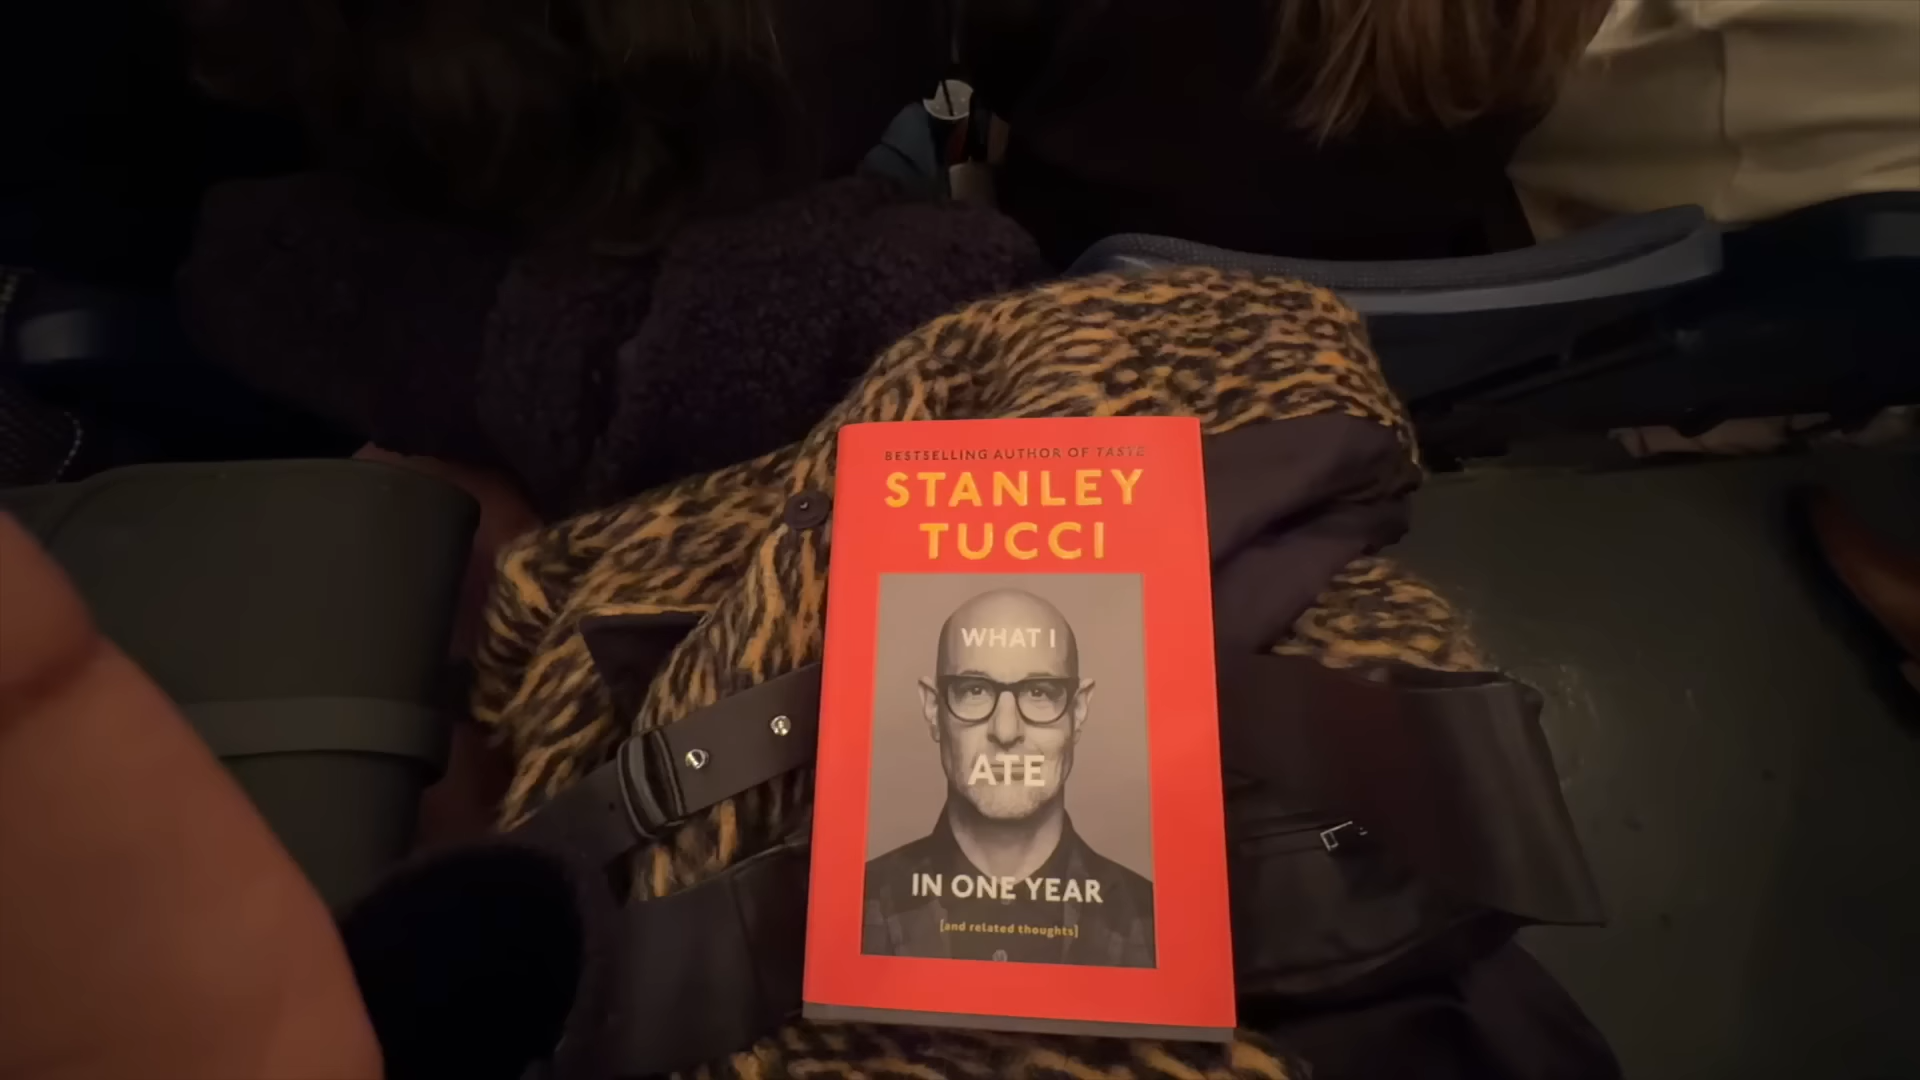 BESTSELLING AUTHOR OF TASTE
STANLEY
TUCCI
WHAT I
ATE
IN ONE YEAR
[and related thoughts]